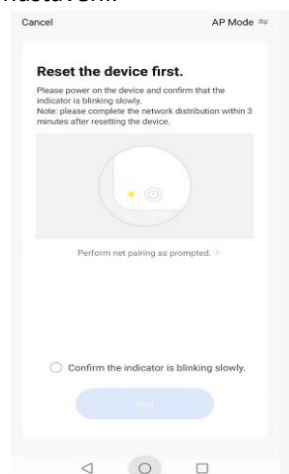 Cancel AP Mode ⇋
Reset the device first.
Please power on the device and confirm that the
indicator is blinking slowly.
Note: please complete the network distribution within 3
minutes after resetting the device.
Perform net pairing as prompted. >
Confirm the indicator is blinking slowly.
Next